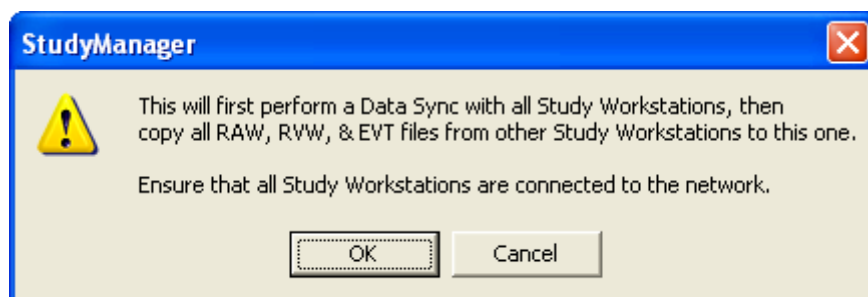 StudyManager
This will first perform a Data Sync with all Study Workstations, then
copy all RAW, RVW, & EVT files from other Study Workstations to this one.
Ensure that all Study Workstations are connected to the network.
OK
Cancel